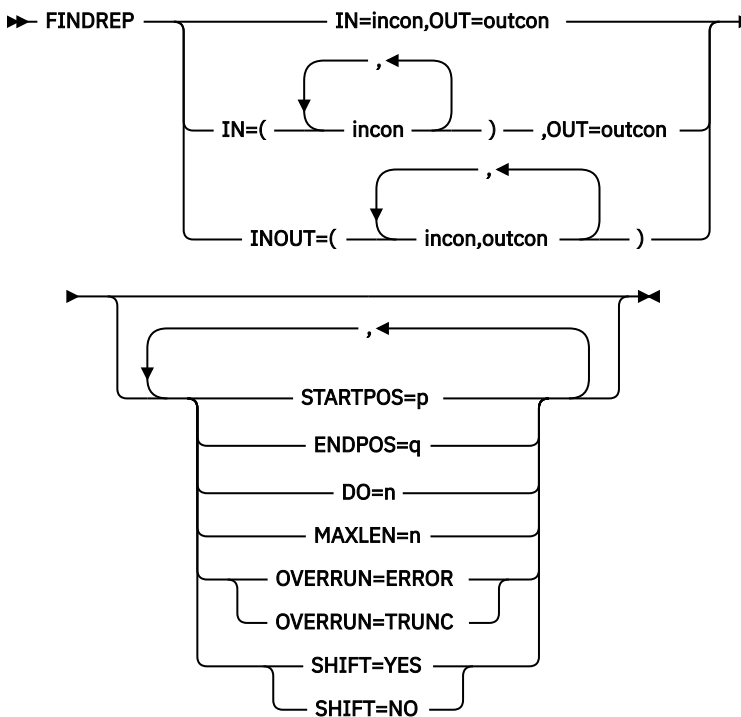 FINDREP IN=incon,OUT=outcon
,
IN=( incon ) ,OUT=outcon
,
INOUT=( incon,outcon )
,
STARTPOS=p
ENDPOS=q
DO=n
MAXLEN=n
OVERRUN=ERROR
OVERRUN=TRUNC
SHIFT=YES
SHIFT=NO